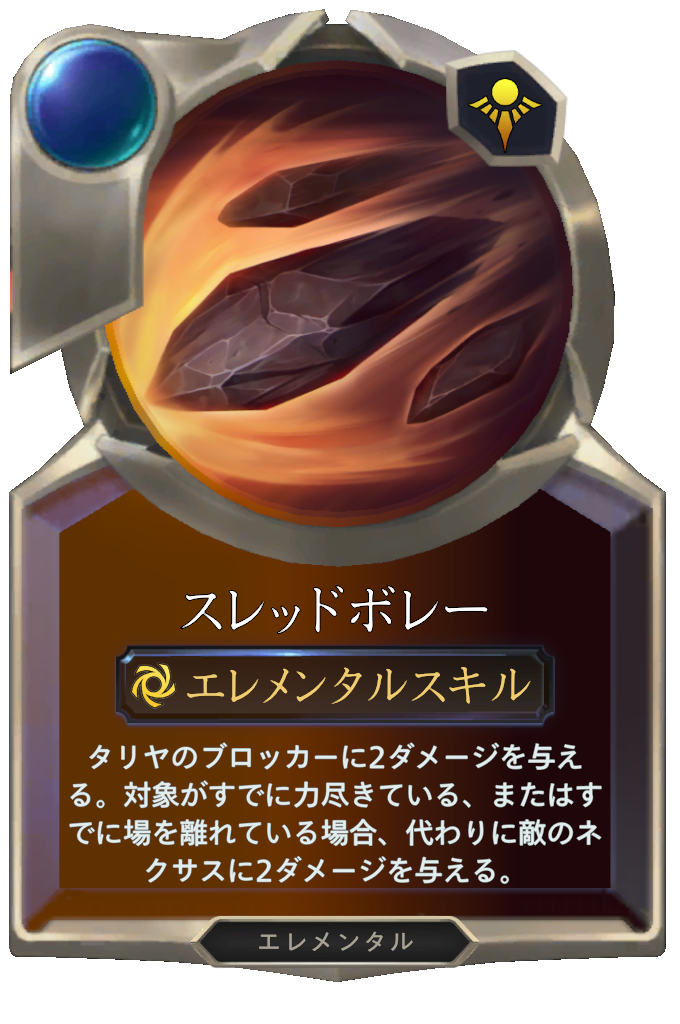 スレッドボレー
エレメンタルスキル
タリヤのブロッカーに2ダメージを与え
る。対象がすでに力尽きている、またはす
でに場を離れている場合、代わりに敵のネ
クサスに2ダメージを与える。
エレメンタル